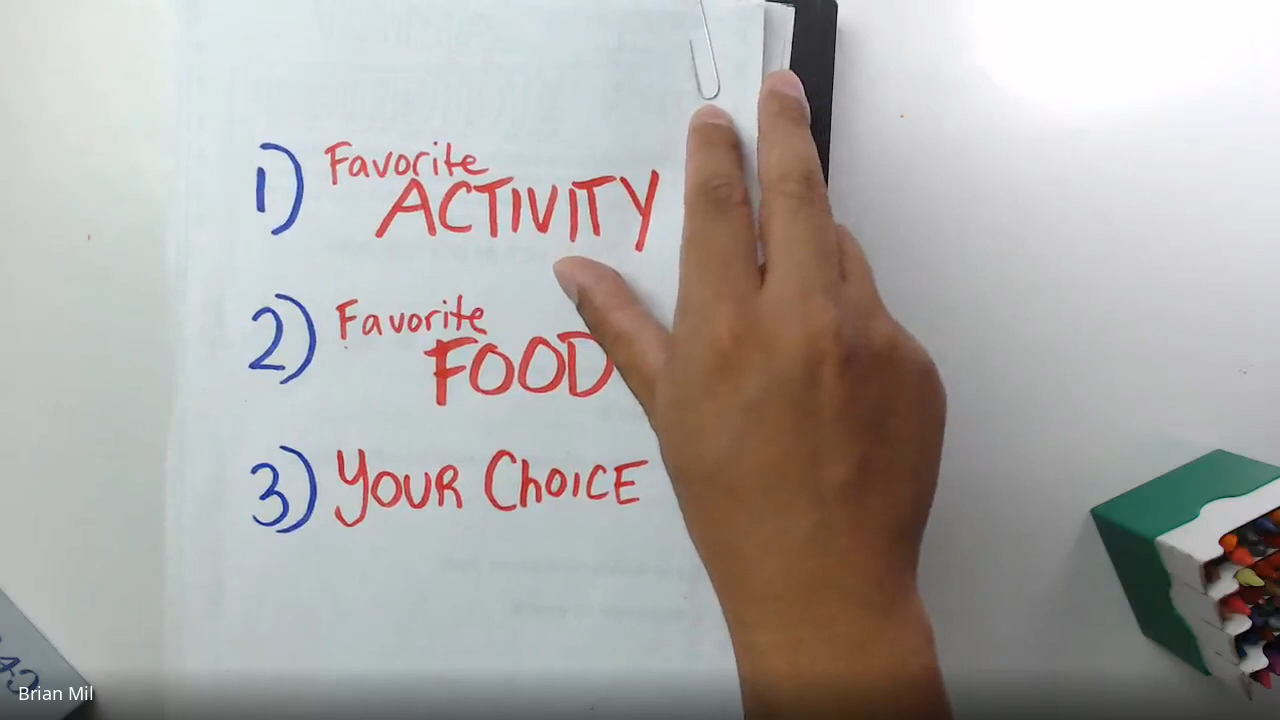 1) Favorite
ACTIVITY
2) Favorite
FOOD
3) YOUR CHOICE
Brian Mil